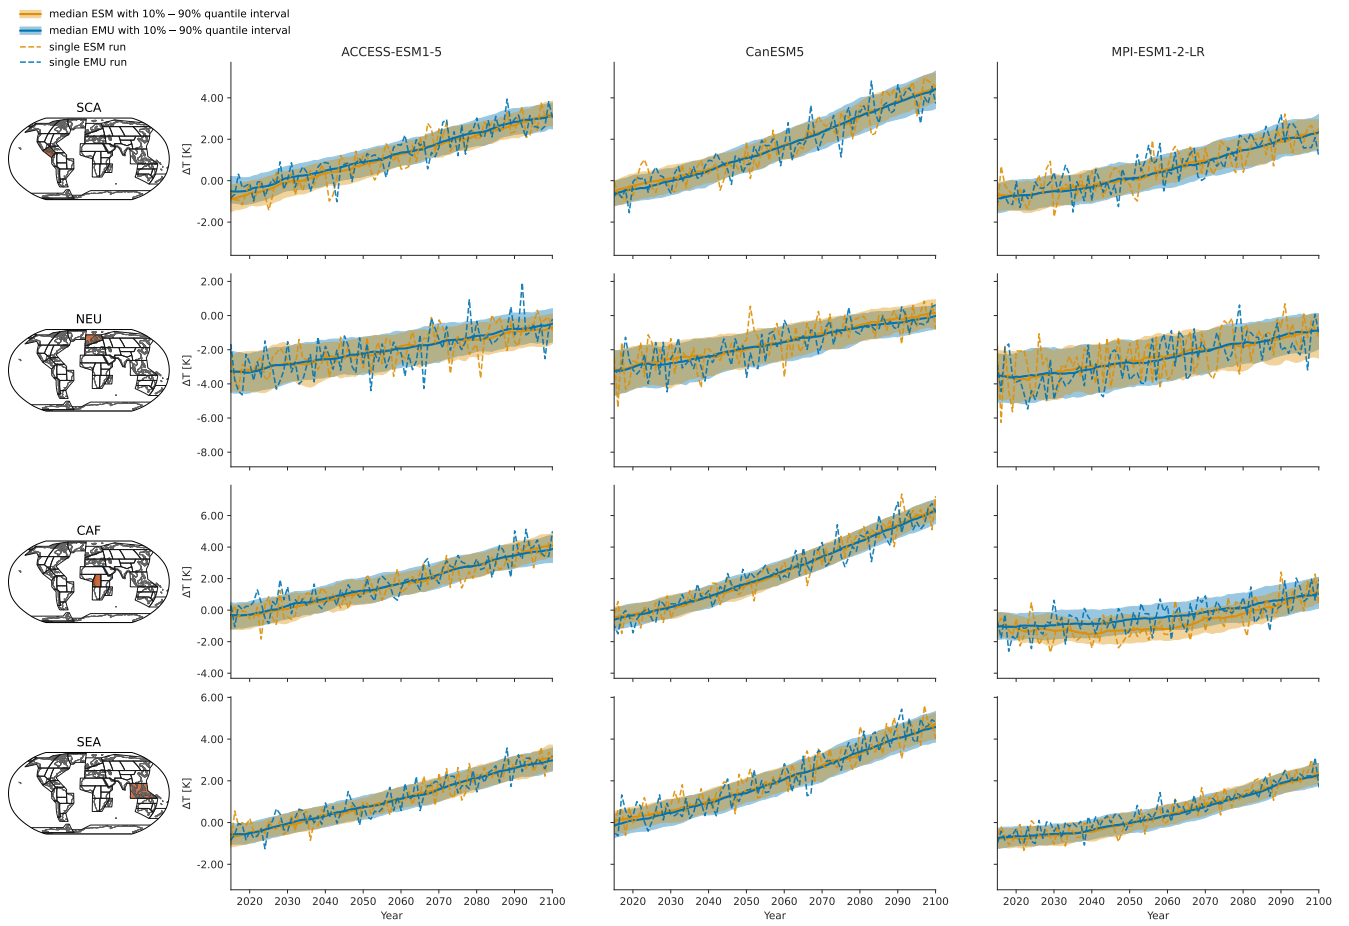 median ESM with 10% − 90% quantile interval
median EMU with 10% − 90% quantile interval
single ESM run
single EMU run
ACCESS-ESM1-5 CanESM5 MPI-ESM1-2-LR
SCA
ΔT [K]
4.00
2.00
0.00
-2.00
NEU
ΔT [K]
2.00
0.00
-2.00
-4.00
-6.00
-8.00
CAF
ΔT [K]
6.00
4.00
2.00
0.00
-2.00
-4.00
SEA
ΔT [K]
6.00
4.00
2.00
0.00
-2.00
2020 2030 2040 2050 2060 2070 2080 2090 2100 2020 2030 2040 2050 2060 2070 2080 2090 2100 2020 2030 2040 2050 2060 2070 2080 2090 2100
Year Year Year